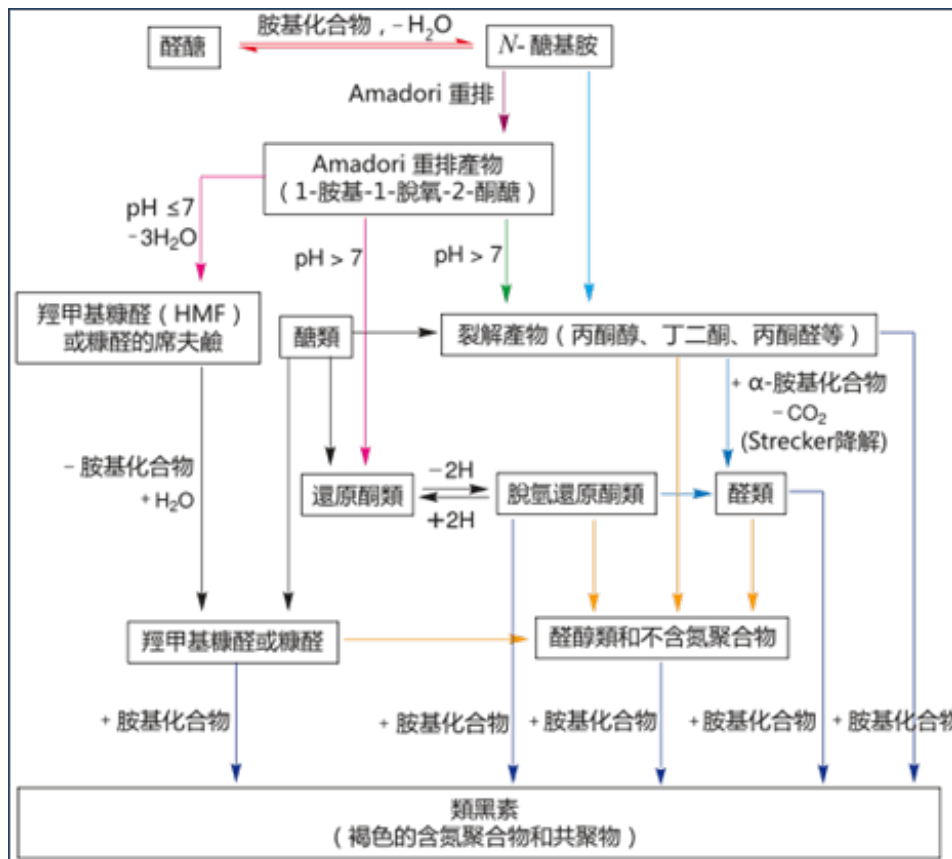 胺基化合物，－H₂O
醛醣
N- 醣基胺
Amadori 重排
Amadori 重排產物
（1-胺基-1-脫氧-2-酮醣）
pH ≤7
－3H₂O
pH > 7
pH > 7
羥甲基糠醛（HMF）
或糠醛的席夫鹼
醣類
裂解產物（丙酮醇、丁二酮、丙酮醛等）
+ α-胺基化合物
－CO₂
(Strecker降解)
－胺基化合物
+ H₂O
還原酮類
－2H
＋2H
脫氫還原酮類
醛類
羥甲基糠醛或糠醛
醛醇類和不含氮聚合物
+ 胺基化合物
+ 胺基化合物
+ 胺基化合物
+ 胺基化合物
+ 胺基化合物
類黑素
（褐色的含氮聚合物和共聚物）